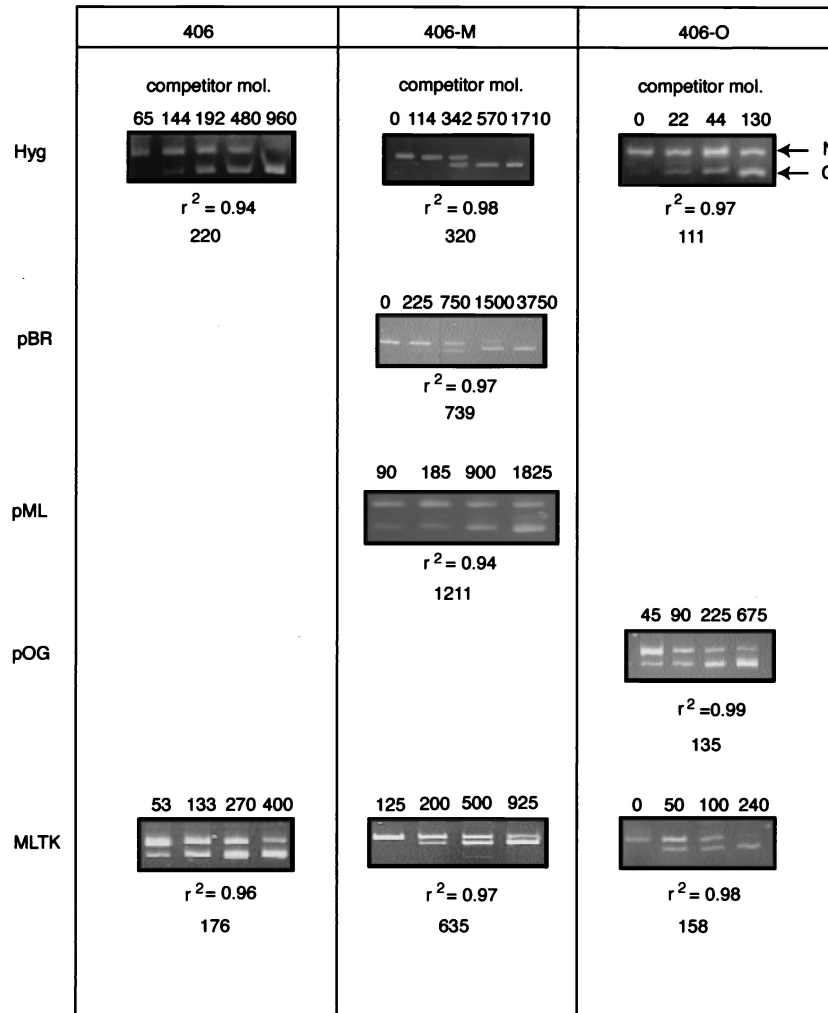 406 406-M 406-O
competitor mol. competitor mol. competitor mol.
65 144 192 480 960 0 114 342 570 1710 0 22 44 130
Hyg
r² = 0.94 r² = 0.98 r² = 0.97
220 320 111
0 225 750 1500 3750
pBR
r² = 0.97
739
90 185 900 1825
pML
r² = 0.94
1211
45 90 225 675
pOG
r² =0.99
135
53 133 270 400 125 200 500 925 0 50 100 240
MLTK
r² = 0.96 r² = 0.97 r² = 0.98
176 635 158